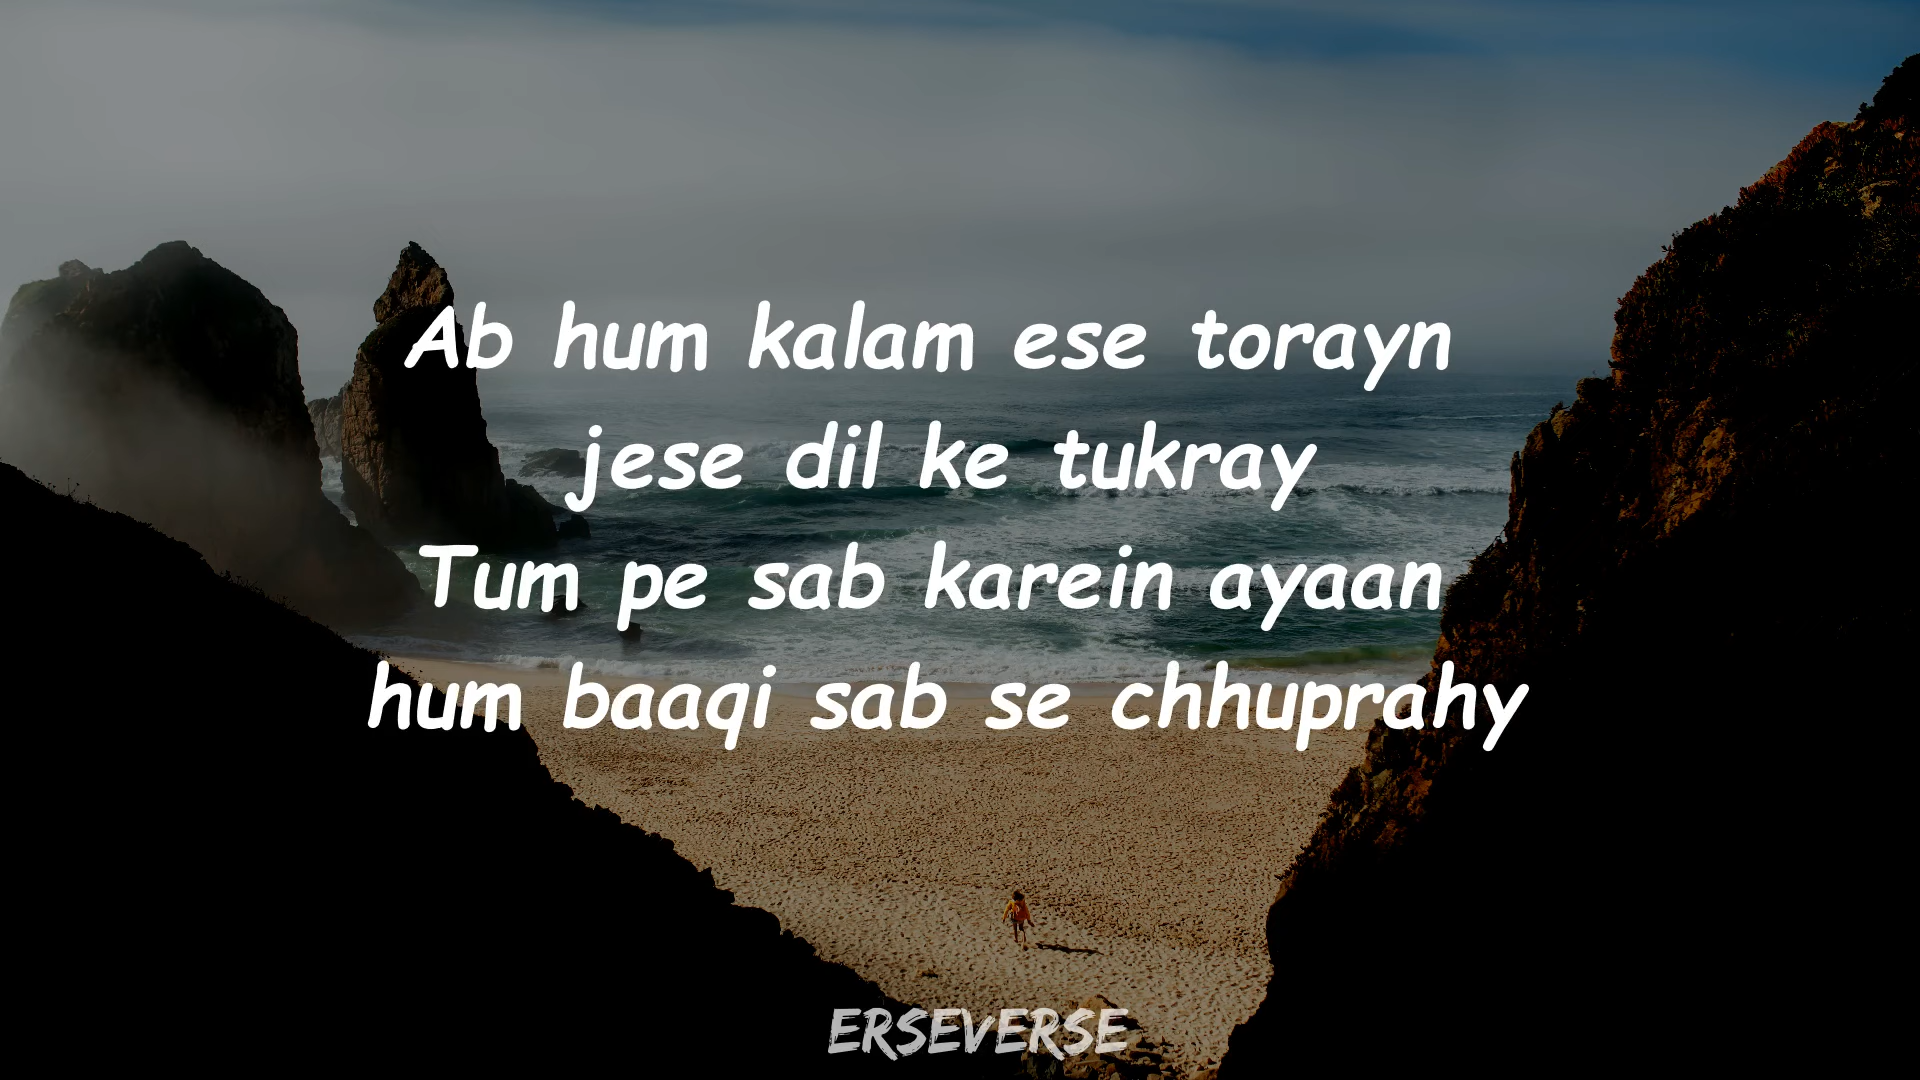 Ab hum kalam ese torayn
jese dil ke tukray
Tum pe sab karein ayaan
hum baaqi sab se chhuprahy
ERSEVERSE